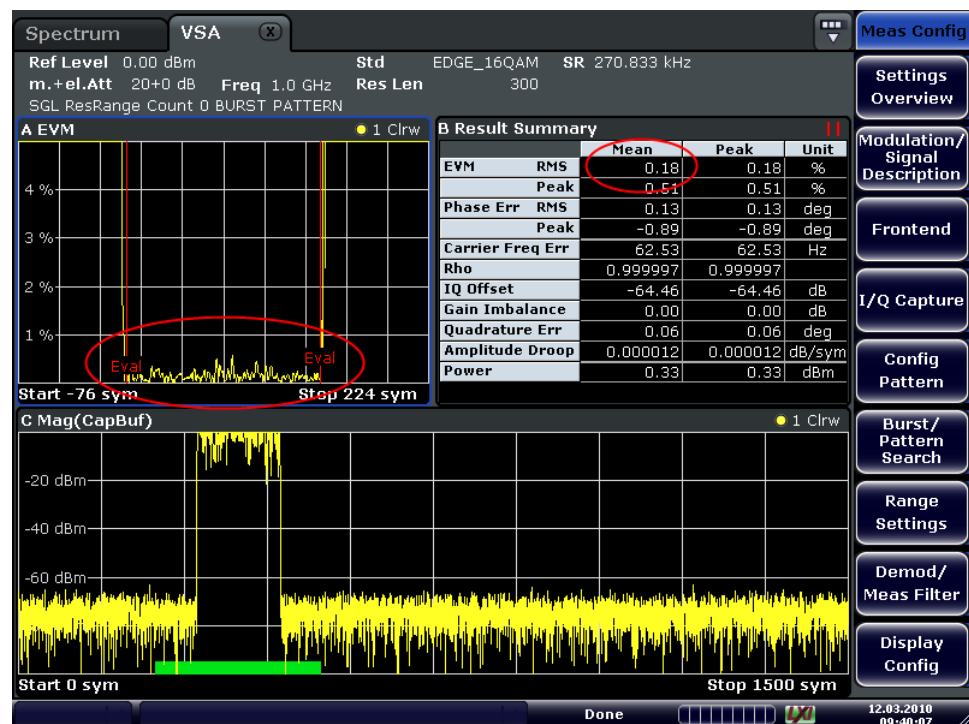 Spectrum VSA X
Ref Level 0.00 dBm Std EDGE_16QAM SR 270.833 kHz
m.+el.Att 20+0 dB Freq 1.0 GHz Res Len 300
SGL ResRange Count 0 BURST PATTERN
A EVM 1 Clrw
4 %
3 %
2 %
1 %
Eval Eval
Start -76 sym Stop 224 sym
B Result Summary
Mean Peak Unit
EVM RMS 0.18 0.18 %
Peak 0.51 0.51 %
Phase Err RMS 0.13 0.13 deg
Peak -0.89 -0.89 deg
Carrier Freq Err 62.53 62.53 Hz
Rho 0.999997 0.999997
IQ Offset -64.46 -64.46 dB
Gain Imbalance 0.00 0.00 dB
Quadrature Err 0.06 0.06 deg
Amplitude Droop 0.000012 0.000012 dB/sym
Power 0.33 0.33 dBm
C Mag(CapBuf) 1 Clrw
-20 dBm
-40 dBm
-60 dBm
Start 0 sym Stop 1500 sym
Meas Config
Settings
Overview
Modulation/
Signal
Description
Frontend
I/Q Capture
Config
Pattern
Burst/
Pattern
Search
Range
Settings
Demod/
Meas Filter
Display
Config
Done LXI 12.03.2010
09:40:07